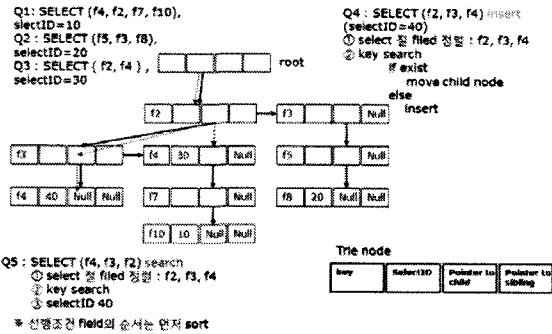 Q1: SELECT (f4, f2, f7, f10),
slectID=10
Q2 : SELECT (f5, f3, f8),
selectID=20
Q3 : SELECT ( f2, f4 ) ,
selectID=30
root
Q4 : SELECT (f2, f3, f4) insert
(selectID=40)
① select 절 filed 정렬 : f2, f3, f4
② key search
if exist
move child node
else
insert
f2 f3 Null
f3 f4 30 Null f5 Null
f4 40 Null Null f7 Null f8 20 Null Null
f10 10 Null Null
Q5 : SELECT (f4, f3, f2) search
① select 절 filed 정렬 : f2, f3, f4
② key search
③ selectID 40
※ 선행조건 field의 순서는 먼저 sort
Trie node
key SelectID Pointer to child Pointer to sibling